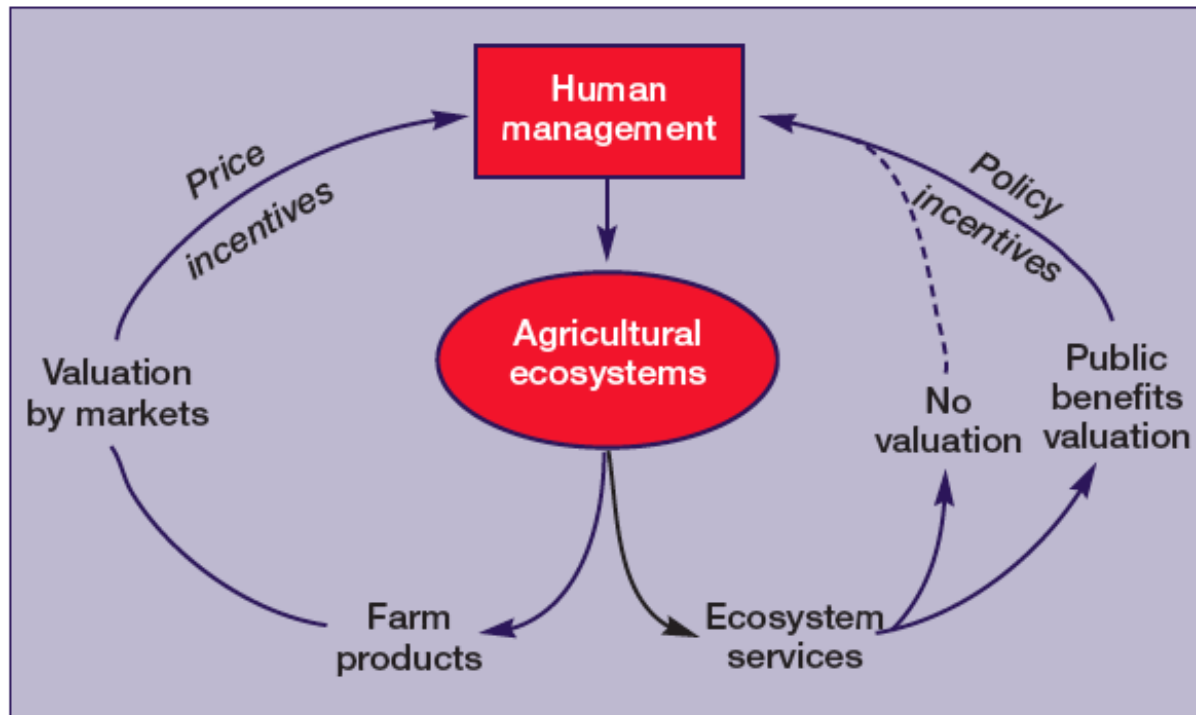 Human
management
Price
incentives
Policy
incentives
Agricultural
ecosystems
Valuation
by markets
No
valuation
Public
benefits
valuation
Farm
products
Ecosystem
services